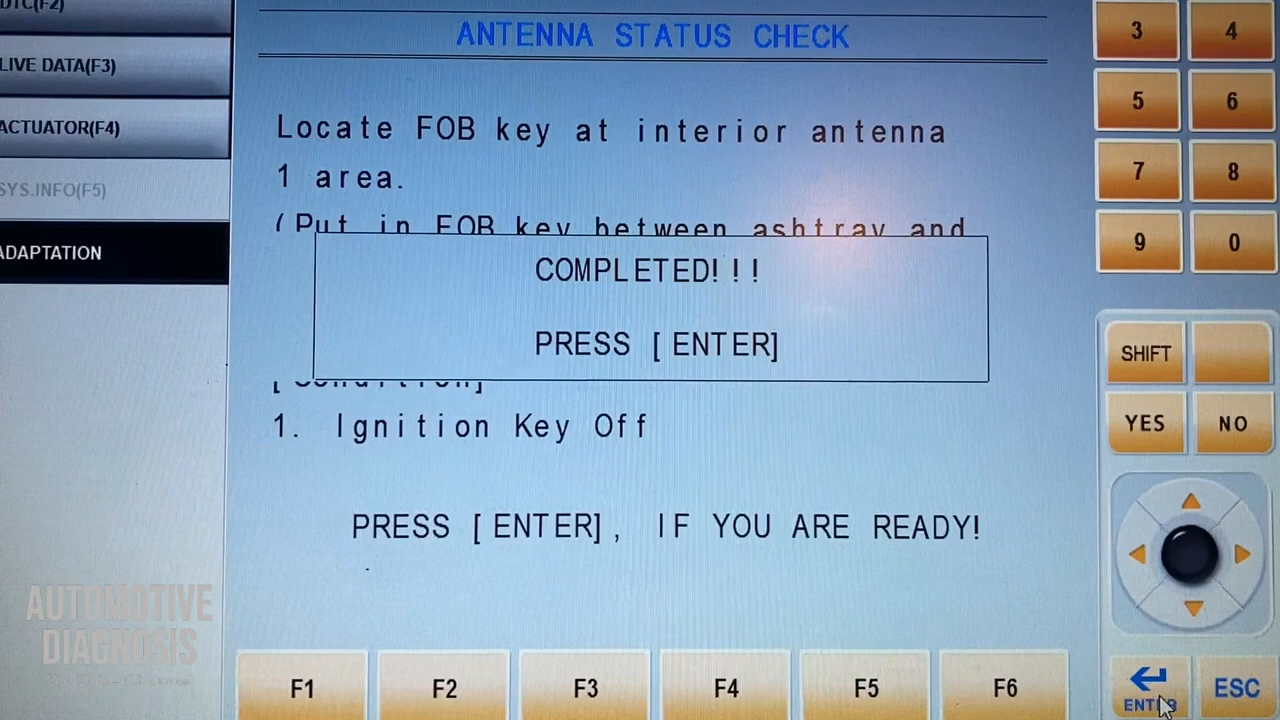 DTC(F2)
LIVE DATA(F3)
ACTUATOR(F4)
SYS.INFO(F5)
ADAPTATION
ANTENNA STATUS CHECK
Locate FOB key at interior antenna
1 area.
(Put in FOB key between ashtray and
COMPLETED!!!
PRESS [ENTER]
[Condition]
1. Ignition Key Off
PRESS [ENTER], IF YOU ARE READY!
F1 F2 F3 F4 F5 F6
3 4
5 6
7 8
9 0
SHIFT
YES NO
ENTER ESC
AUTOMOTIVE
DIAGNOSIS